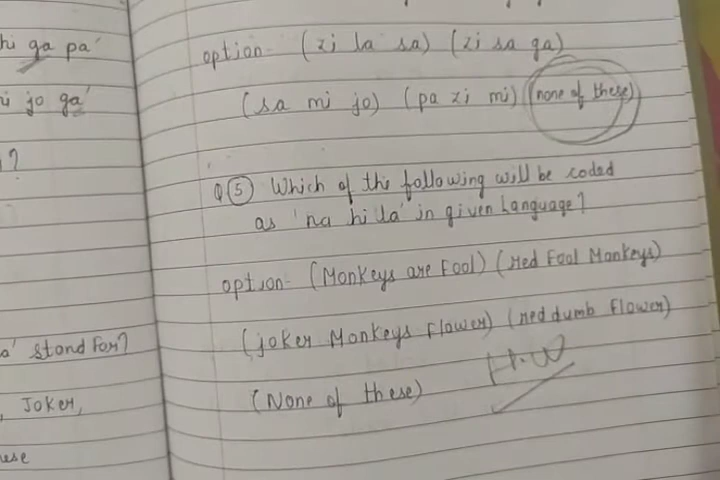 hi ga pa'
option- (zi la sa) (zi sa ga)
jo ga'
(sa mi jo) (pa zi mi) (none of these)
?
Q(5) Which of the following will be coded
as 'na hi la' in given language?
option- (Monkeys are Fool) (red Fool Monkeys)
(joker Monkeys Flower) (red dumb Flower)
a' stand For?
H.W
(None of these)
, Joker,
ese